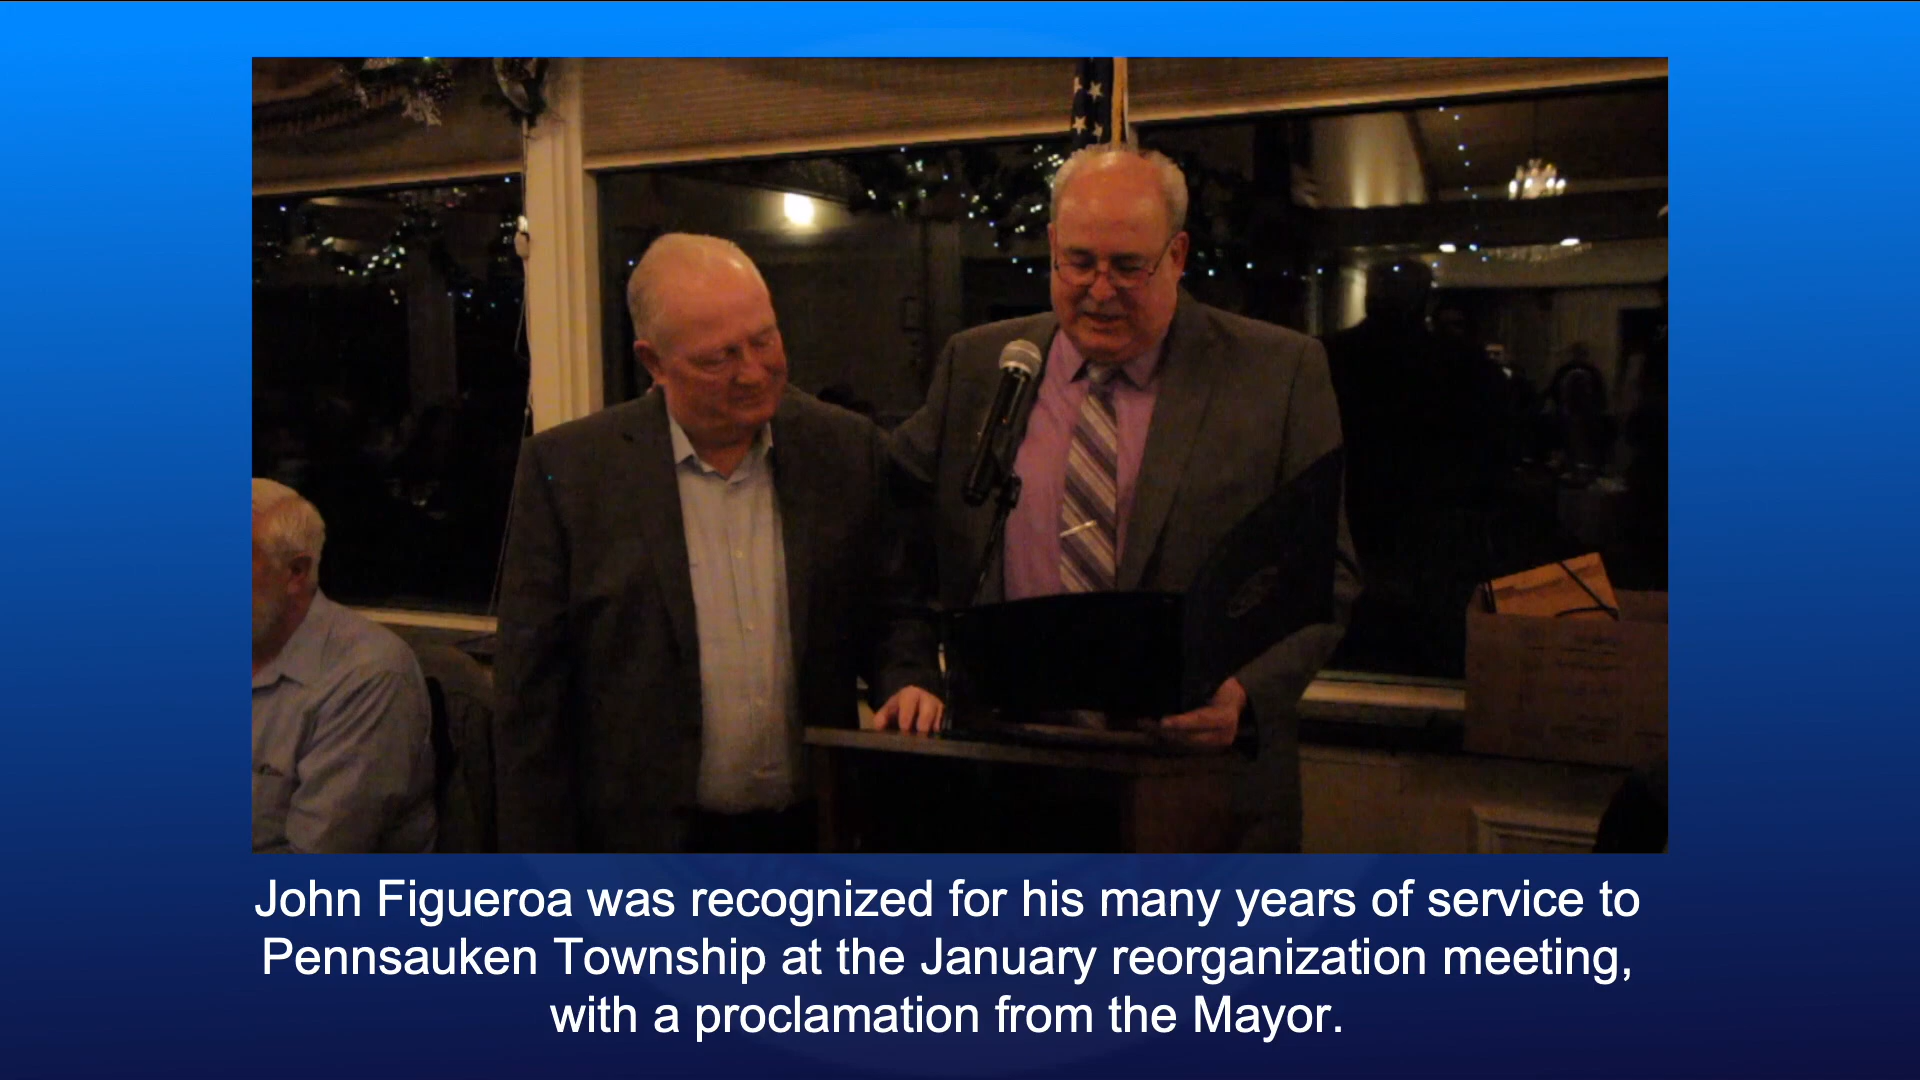 John Figueroa was recognized for his many years of service to
Pennsauken Township at the January reorganization meeting,
with a proclamation from the Mayor.